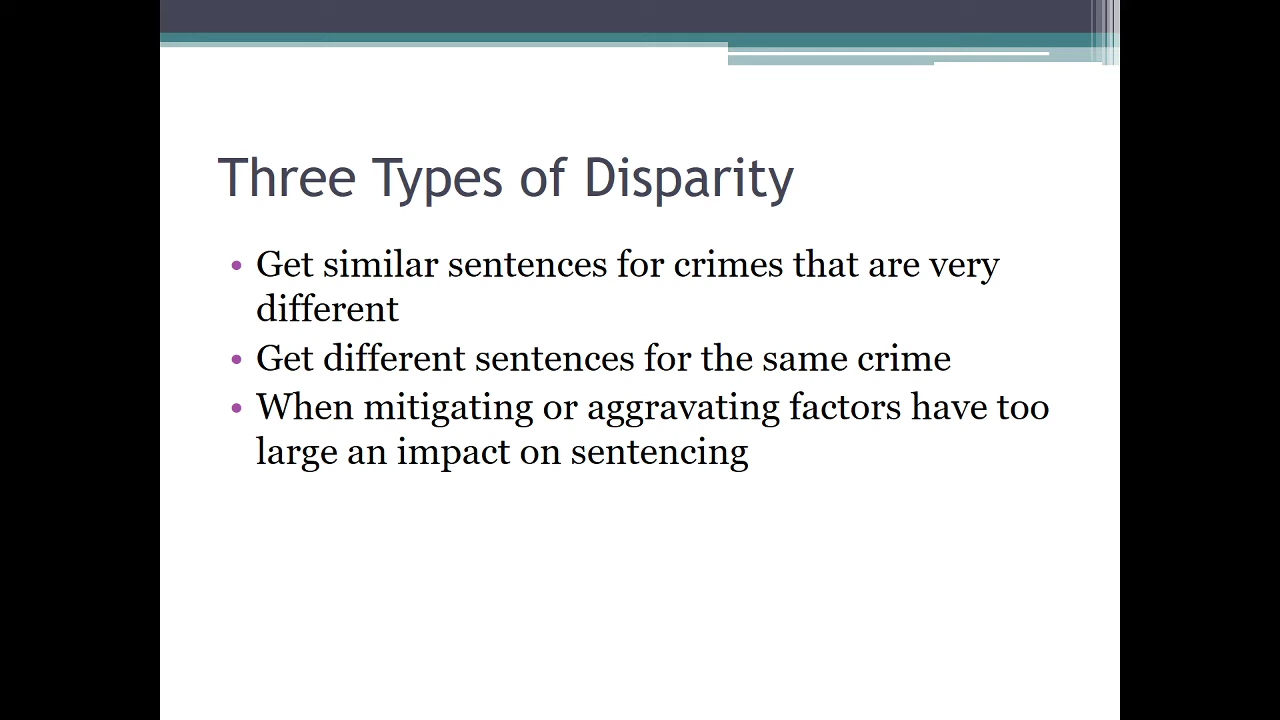 Three Types of Disparity
• Get similar sentences for crimes that are very
different
• Get different sentences for the same crime
• When mitigating or aggravating factors have too
large an impact on sentencing